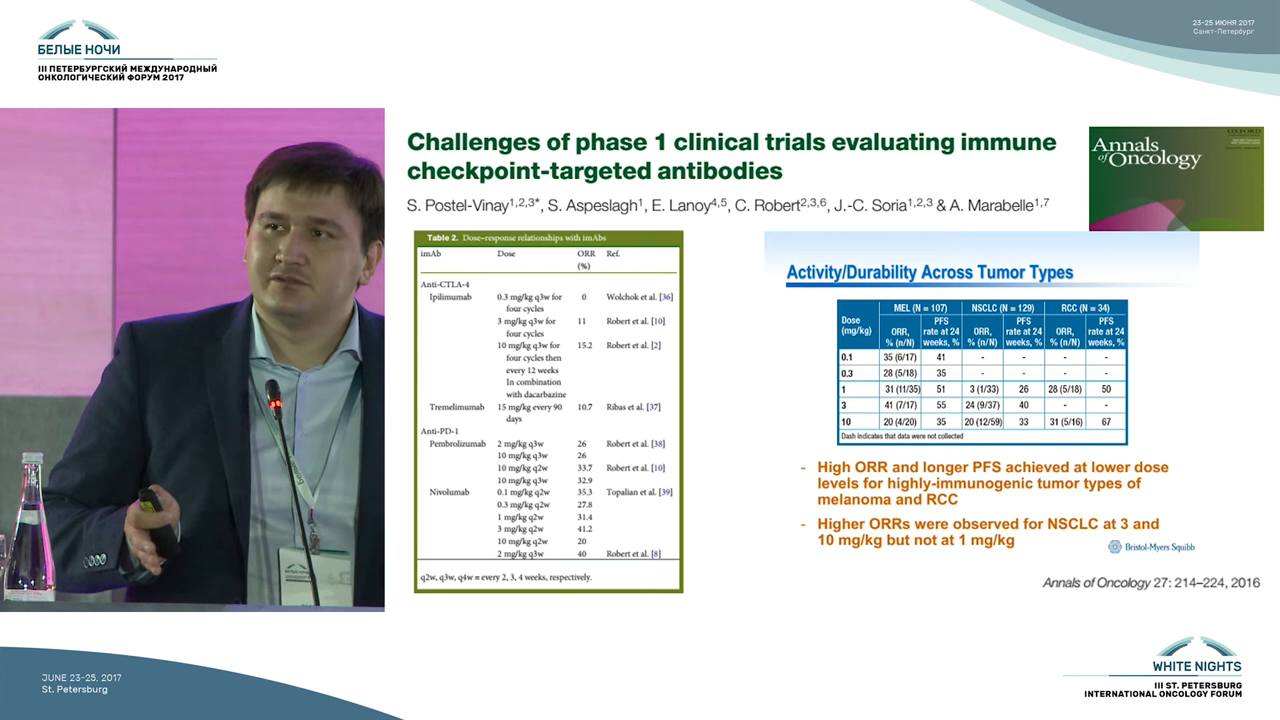 БЕЛЫЕ НОЧИ
III ПЕТЕРБУРГСКИЙ МЕЖДУНАРОДНЫЙ
ОНКОЛОГИЧЕСКИЙ ФОРУМ 2017
23-25 ИЮНЯ 2017
Санкт-Петербург
Challenges of phase 1 clinical trials evaluating immune
checkpoint-targeted antibodies
S. Postel-Vinay1,2,3*, S. Aspeslagh1, E. Lanoy4,5, C. Robert2,3,6, J.-C. Soria1,2,3 & A. Marabelle1,7
Annals
of Oncology
OXFORD
Table 2. Dose–response relationships with imAbs
imAb Dose ORR Ref.
(%)
Anti-CTLA-4
Ipilimumab 0.3 mg/kg q3w for 0 Wolchok et al. [36]
four cycles
3 mg/kg q3w for 11 Robert et al. [10]
four cycles
10 mg/kg q3w for 15.2 Robert et al. [2]
four cycles then
every 12 weeks
In combination
with dacarbazine
Tremelimumab 15 mg/kg every 90 10.7 Ribas et al. [37]
days
Anti-PD-1
Pembrolizumab 2 mg/kg q3w 26 Robert et al. [38]
10 mg/kg q3w 26
10 mg/kg q2w 33.7 Robert et al. [10]
10 mg/kg q3w 32.9
Nivolumab 0.1 mg/kg q2w 35.3 Topalian et al. [39]
0.3 mg/kg q2w 27.8
1 mg/kg q2w 31.4
3 mg/kg q2w 41.2
10 mg/kg q2w 20
2 mg/kg q3w 40 Robert et al. [8]
q2w, q3w, q4w = every 2, 3, 4 weeks, respectively.
Activity/Durability Across Tumor Types
MEL (N = 107) NSCLC (N = 129) RCC (N = 34)
Dose (mg/kg) ORR, % (n/N) PFS rate at 24 weeks, % ORR, % (n/N) PFS rate at 24 weeks, % ORR, % (n/N) PFS rate at 24 weeks, %
0.1 35 (6/17) 41 - - - -
0.3 28 (5/18) 35 - - - -
1 31 (11/35) 51 3 (1/33) 26 28 (5/18) 50
3 41 (7/17) 55 24 (9/37) 40 - -
10 20 (4/20) 35 20 (12/59) 33 31 (5/16) 67
Dash indicates that data were not collected
- High ORR and longer PFS achieved at lower dose
levels for highly-immunogenic tumor types of
melanoma and RCC
- Higher ORRs were observed for NSCLC at 3 and
10 mg/kg but not at 1 mg/kg
Bristol-Myers Squibb
Annals of Oncology 27: 214–224, 2016
JUNE 23-25, 2017
St. Petersburg
WHITE NIGHTS
III ST. PETERSBURG
INTERNATIONAL ONCOLOGY FORUM